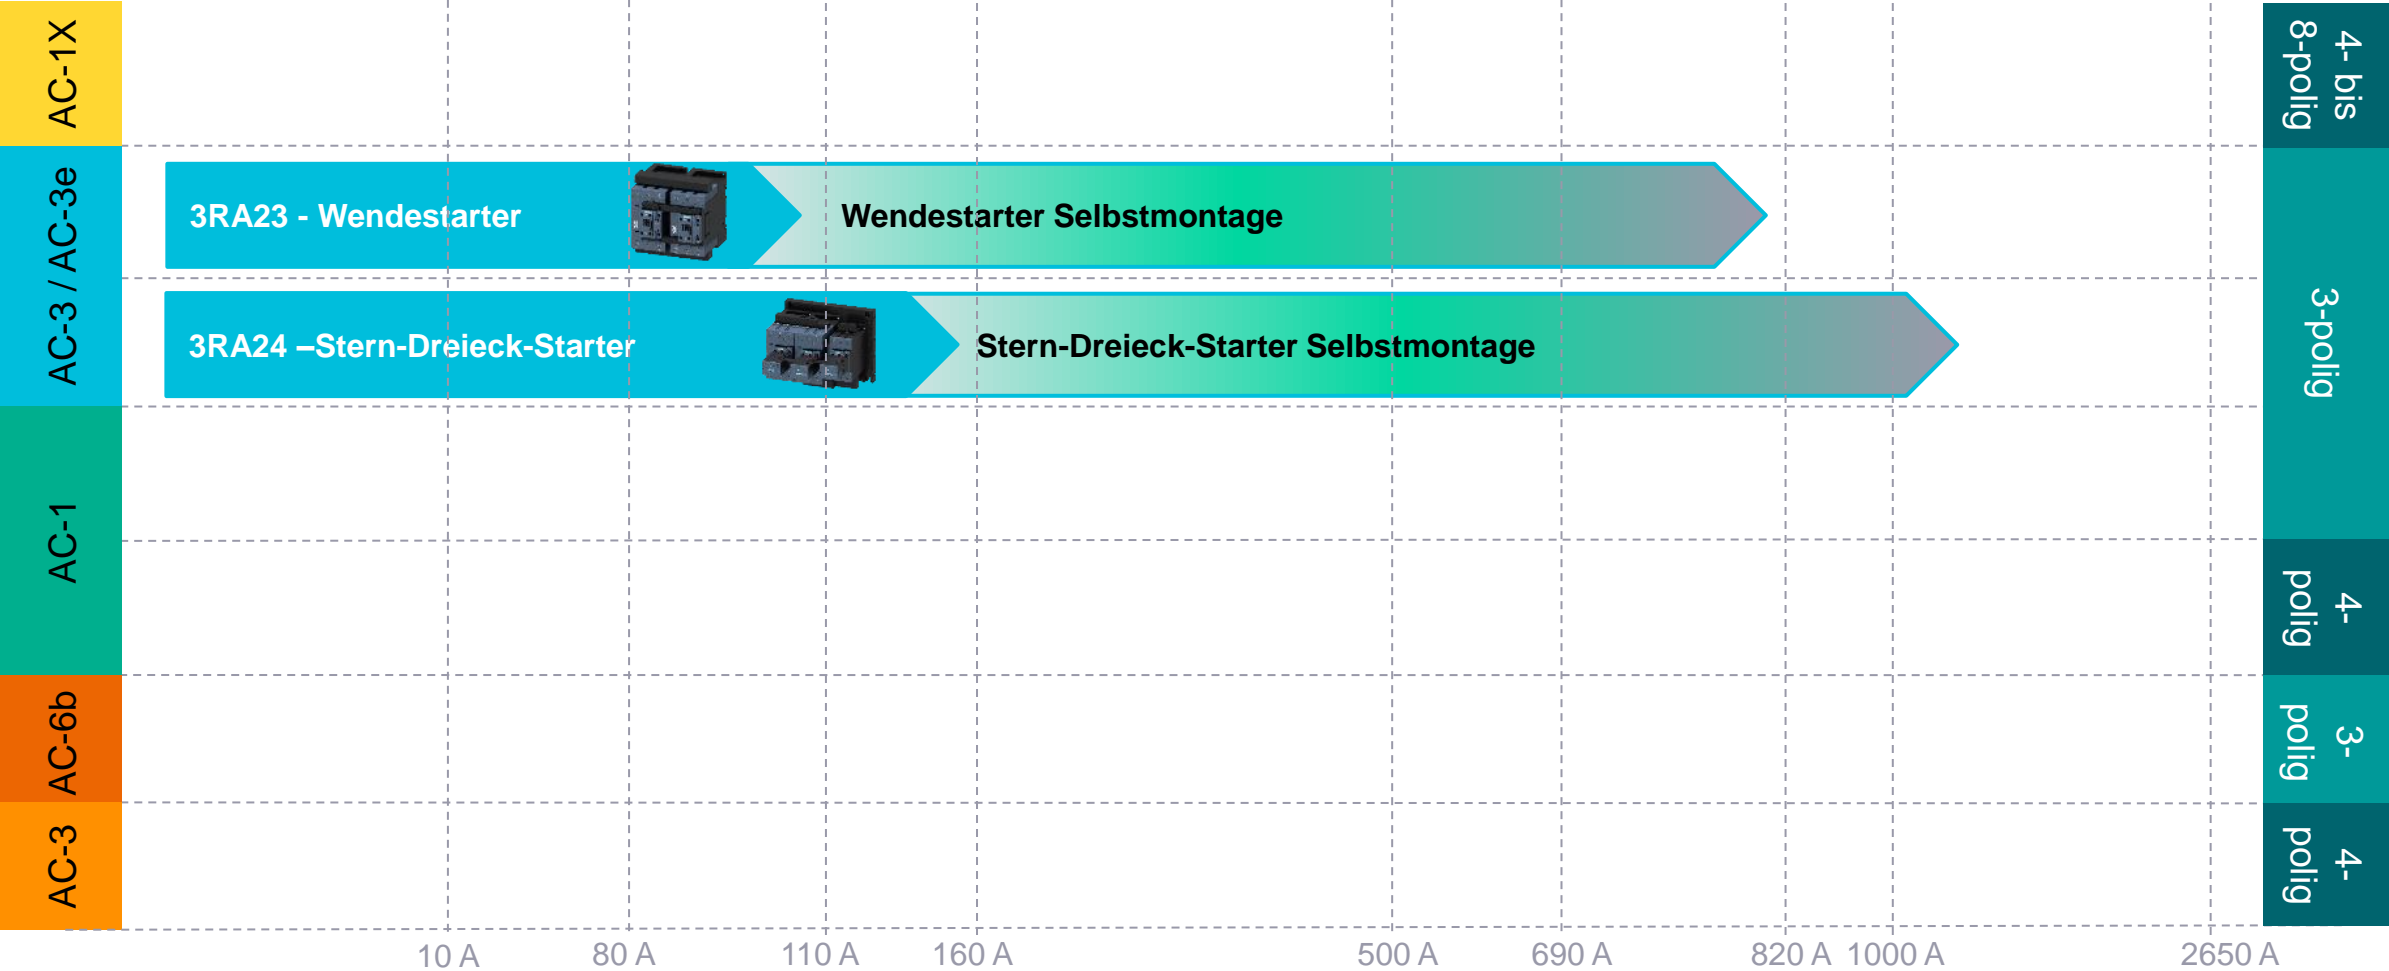 AC-1X
4- bis
8-polig
AC-3 / AC-3e
3RA23 - Wendestarter
Wendestarter Selbstmontage
3RA24 –Stern-Dreieck-Starter
Stern-Dreieck-Starter Selbstmontage
3-polig
AC-1
4-
polig
AC-6b
3-
polig
AC-3
4-
polig
10 A
80 A
110 A
160 A
500 A
690 A
820 A
1000 A
2650 A